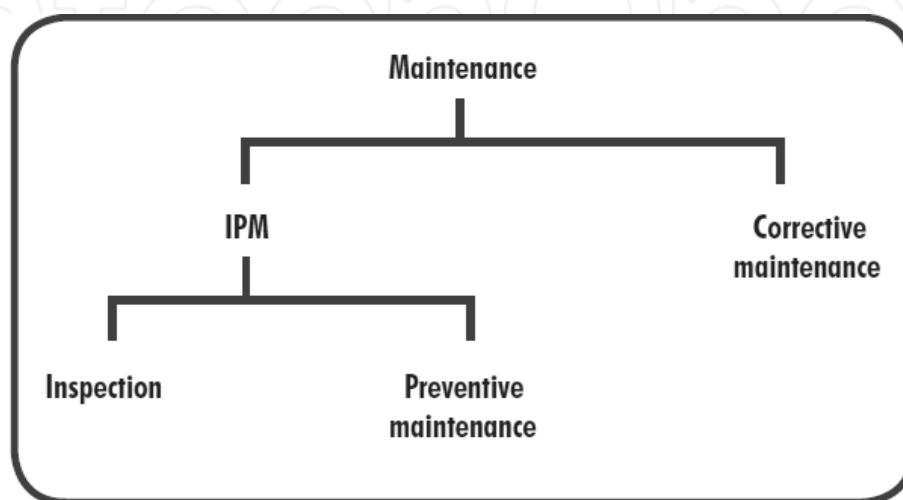 Maintenance
IPM
Corrective
maintenance
Inspection
Preventive
maintenance